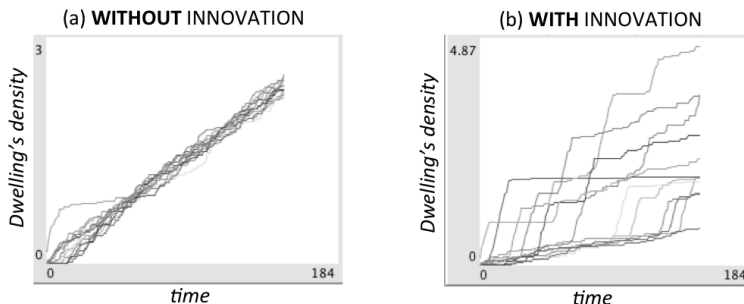 (a) WITHOUT INNOVATION
3
Dwelling's density
0
0
184
time
(b) WITH INNOVATION
4.87
Dwelling's density
0
0
184
time